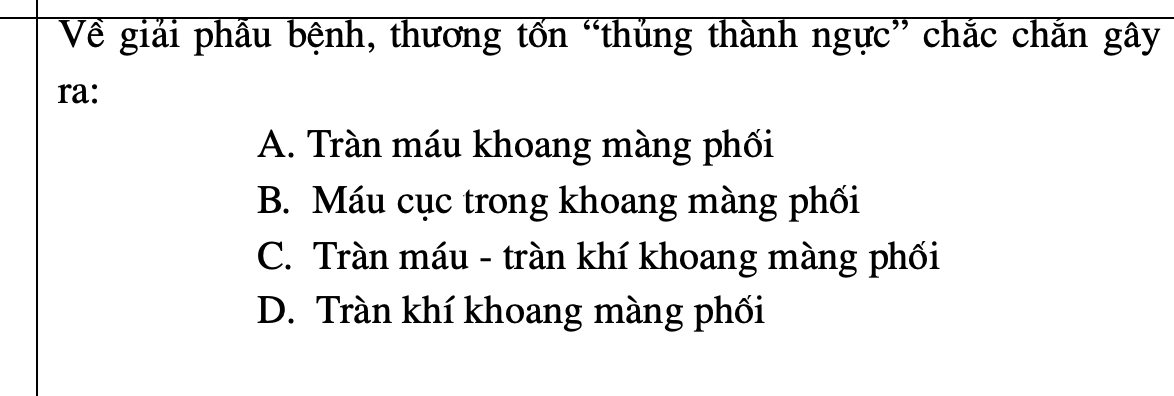 Về giải phẫu bệnh, thương tổn “thủng thành ngực” chắc chắn gây
ra:
A. Tràn máu khoang màng phổi
B. Máu cục trong khoang màng phổi
C. Tràn máu - tràn khí khoang màng phổi
D. Tràn khí khoang màng phổi